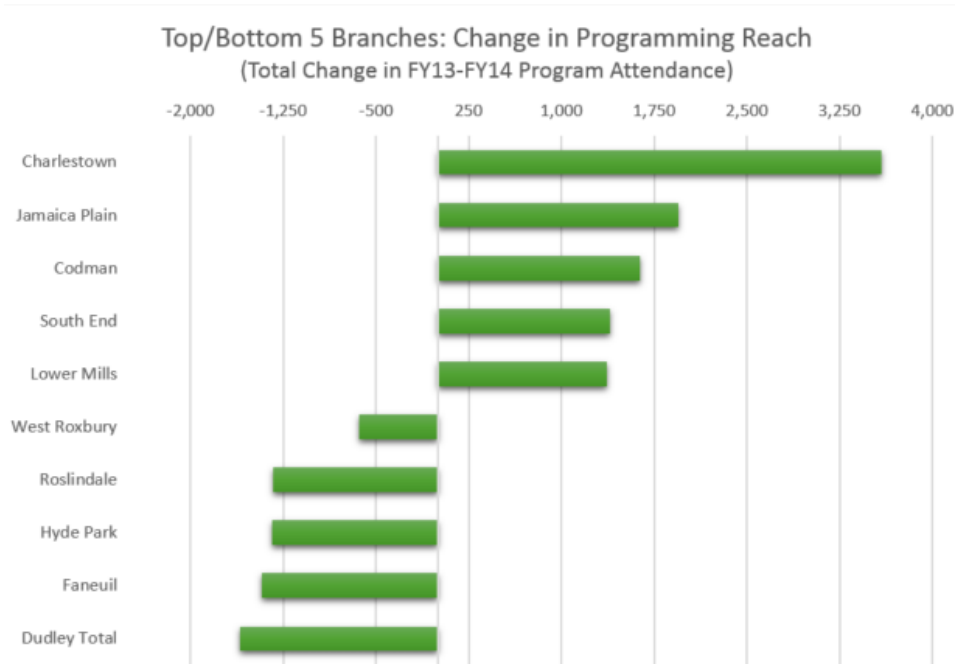 Top/Bottom 5 Branches: Change in Programming Reach
(Total Change in FY13-FY14 Program Attendance)
-2,000 -1,250 -500 250 1,000 1,750 2,500 3,250 4,000
Charlestown
Jamaica Plain
Codman
South End
Lower Mills
West Roxbury
Roslindale
Hyde Park
Faneuil
Dudley Total